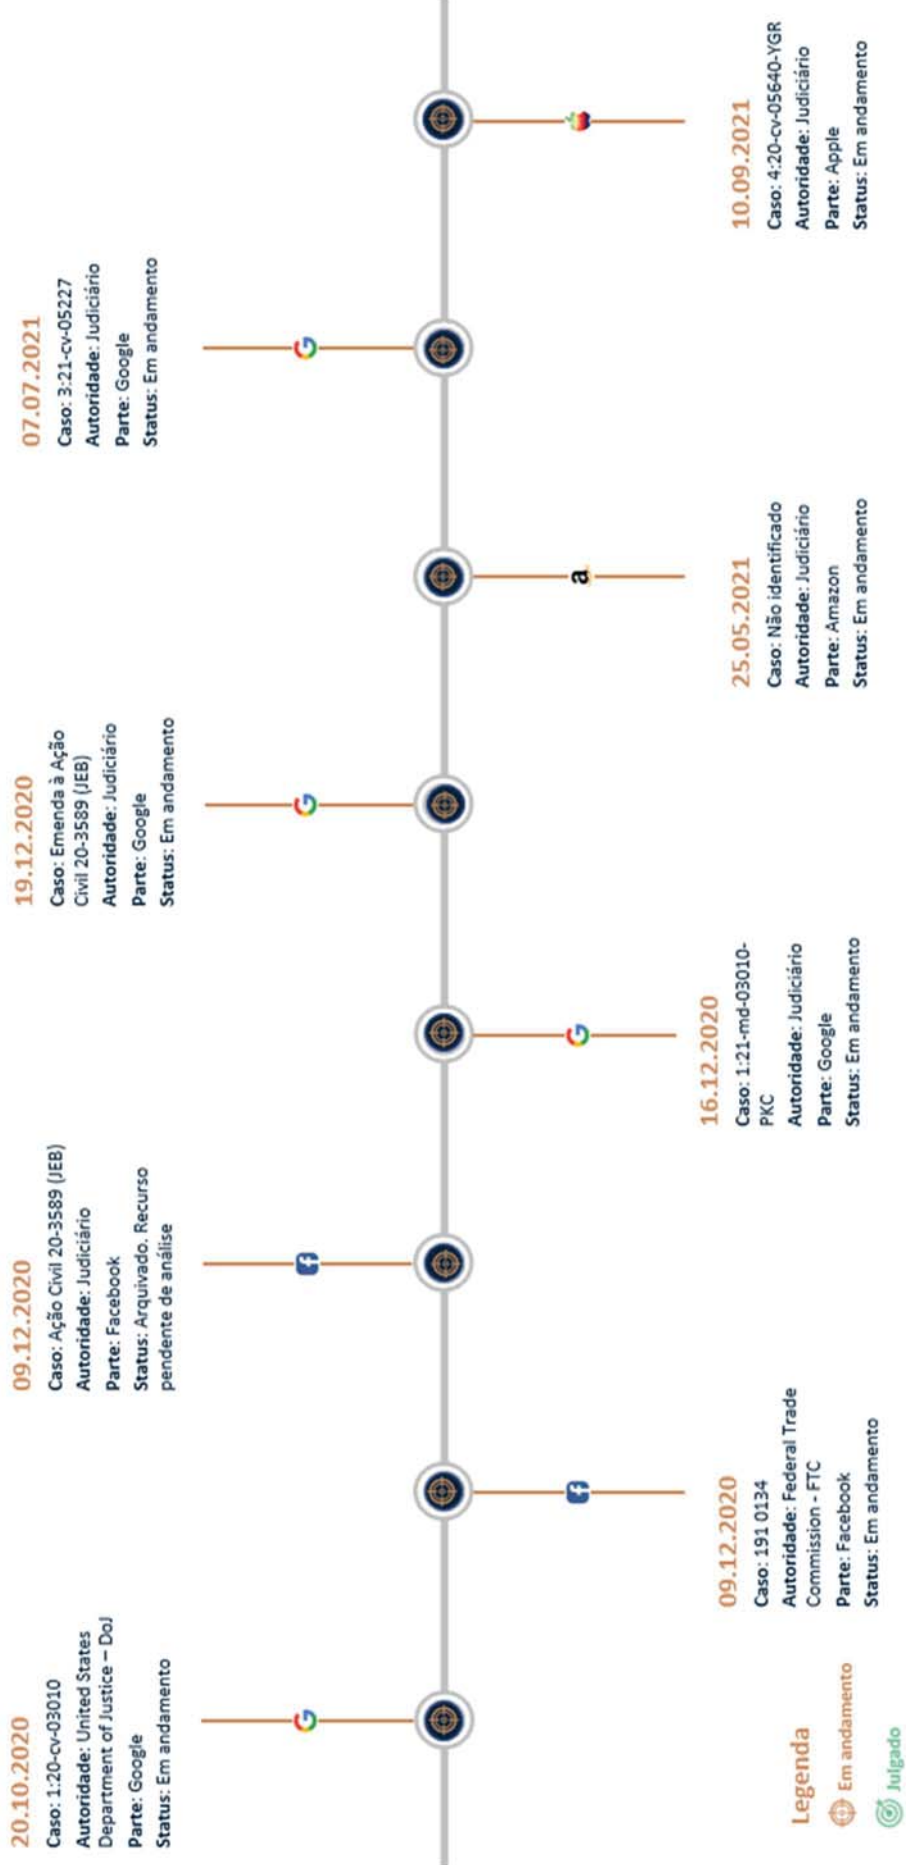 20.10.2020
Caso: 1:20-cv-03010
Autoridade: United States
Department of Justice – DoJ
Parte: Google
Status: Em andamento
09.12.2020
Caso: 191 0134
Autoridade: Federal Trade
Commission - FTC
Parte: Facebook
Status: Em andamento
09.12.2020
Caso: Ação Civil 20-3589 (JEB)
Autoridade: Judiciário
Parte: Facebook
Status: Arquivado. Recurso
pendente de análise
16.12.2020
Caso: 1:21-md-03010-
PKC
Autoridade: Judiciário
Parte: Google
Status: Em andamento
19.12.2020
Caso: Emenda à Ação
Civil 20-3589 (JEB)
Autoridade: Judiciário
Parte: Google
Status: Em andamento
25.05.2021
Caso: Não identificado
Autoridade: Judiciário
Parte: Amazon
Status: Em andamento
07.07.2021
Caso: 3:21-cv-05227
Autoridade: Judiciário
Parte: Google
Status: Em andamento
10.09.2021
Caso: 4:20-cv-05640-YGR
Autoridade: Judiciário
Parte: Apple
Status: Em andamento
Legenda
Em andamento
Julgado